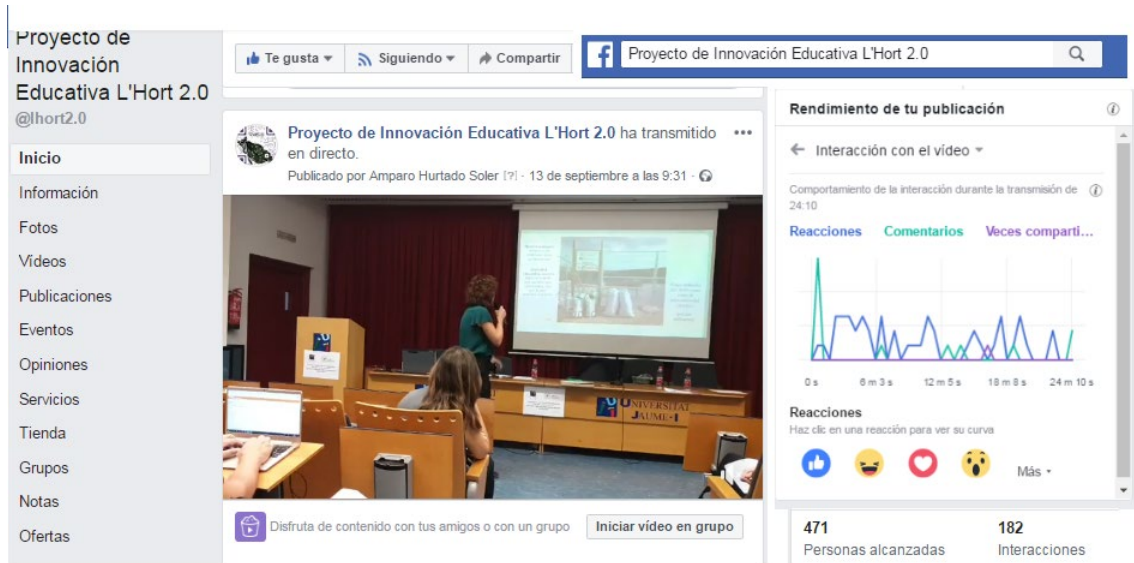 Proyecto de
Innovación
Educativa L'Hort 2.0
@lhort2.0
Inicio
Información
Fotos
Vídeos
Publicaciones
Eventos
Opiniones
Servicios
Tienda
Grupos
Notas
Ofertas
Te gusta
Siguiendo
Compartir
Proyecto de Innovación Educativa L'Hort 2.0 ha transmitido
en directo.
Publicado por Amparo Hurtado Soler [?] · 13 de septiembre a las 9:31 ·
UNIVERSITAT
JAUME·I
Disfruta de contenido con tus amigos o con un grupo
Iniciar vídeo en grupo
Proyecto de Innovación Educativa L'Hort 2.0
Rendimiento de tu publicación
Interacción con el vídeo
Comportamiento de la interacción durante la transmisión de
24:10
Reacciones Comentarios Veces comparti...
0 s 6 m 3 s 12 m 5 s 18 m 8 s 24 m 10 s
Reacciones
Haz clic en una reacción para ver su curva
Más
471 182
Personas alcanzadas Interacciones